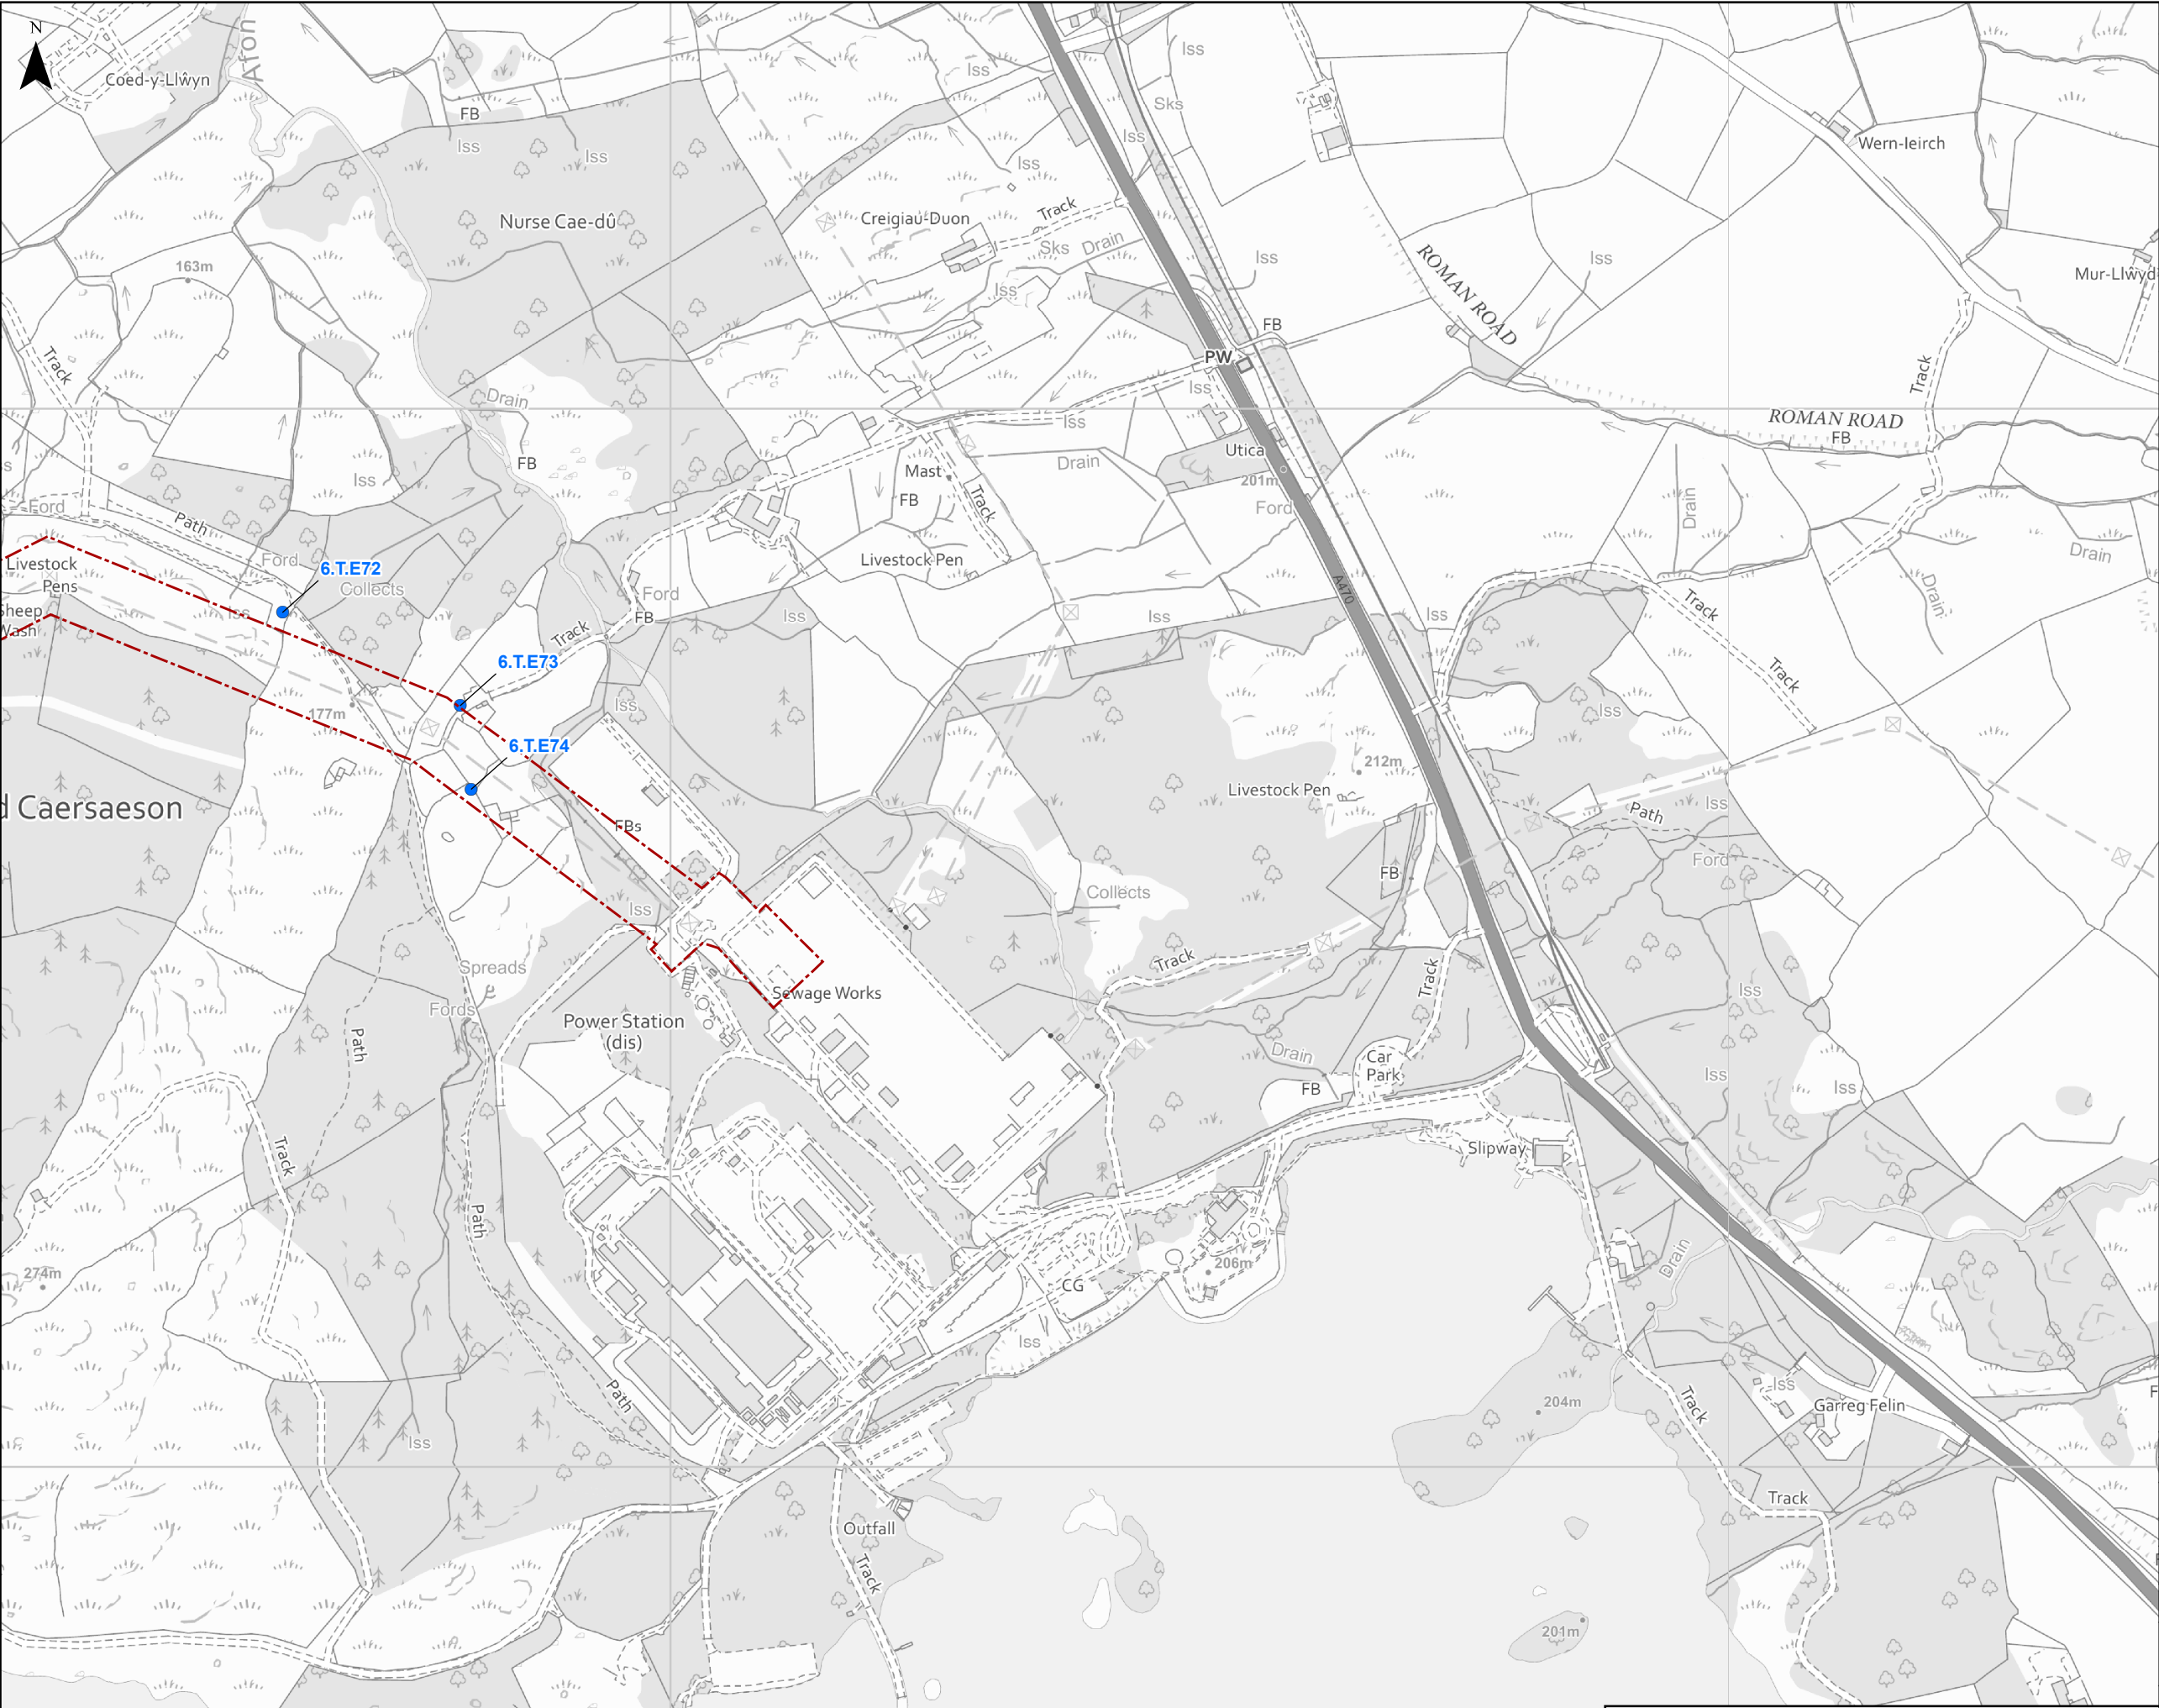 N
Afon
Coed-y-Llŵyn
FB
Iss
Iss
Iss
Iss
Sks
Iss
Iss
Nurse Cae-dû
Creigiau-Duon
Track
Sks
Drain
Iss
Iss
Iss
ROMAN ROAD
Wern-Ieirch
Mur-Llŵyd
163m
Track
FB
PW
Iss
Track
ROMAN ROAD
FB
Drain
FB
Iss
Iss
Utica
201m
Ford
Drain
Mast
FB
Track
Livestock Pen
Drain
Drain
Drain
Ford
Path
Ford
Livestock
Pens
Sheep
Wash
Iss
6.T.E72
Collects
Ford
FB
Iss
Iss
A470
Iss
Track
Track
Track
6.T.E73
Iss
177m
6.T.E74
Iss
212m
Livestock Pen
d Caersaeson
FBs
Path
Iss
Ford
FB
Collects
Iss
Spreads
Fords
Track
Track
Iss
Sewage Works
Power Station
(dis)
Path
Drain
Car
Park
FB
Iss
Iss
Track
Path
Slipway
274m
206m
CG
Drain
Iss
Path
Iss
204m
Iss
Garreg Felin
Track
Track
Outfall
Track
201m